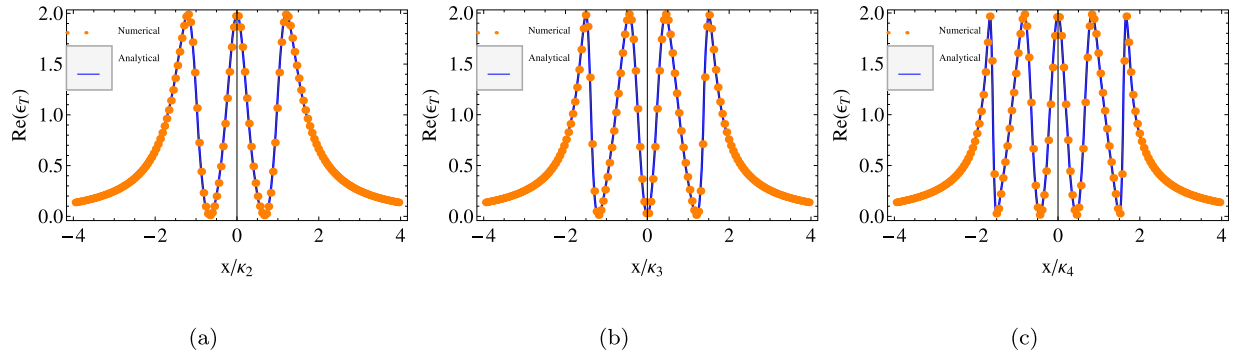 2.0
1.5
1.0
0.5
0.0
Re(ϵ_T)
Numerical
Analytical
−4 −2 0 2 4
x/κ₂
(a)
2.0
1.5
1.0
0.5
0.0
Re(ϵ_T)
Numerical
Analytical
−4 −2 0 2 4
x/κ₃
(b)
2.0
1.5
1.0
0.5
0.0
Re(ϵ_T)
Numerical
Analytical
−4 −2 0 2 4
x/κ₄
(c)